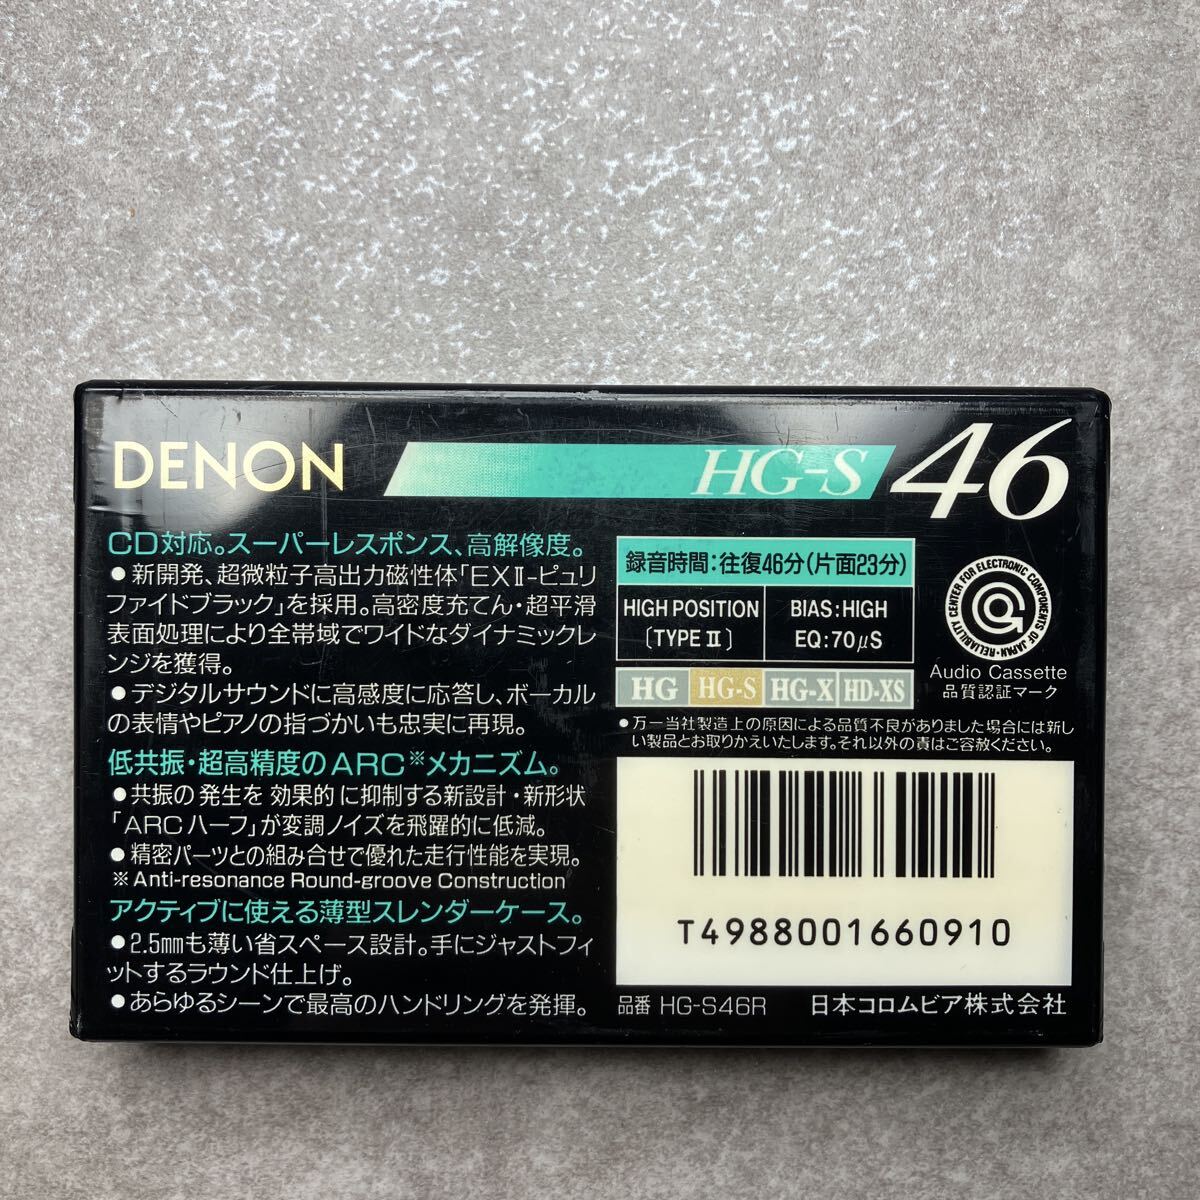 DENON
HG-S 46
CD対応。スーパーレスポンス、高解像度。
●新開発、超微粒子高出力磁性体「EXⅡ-ピュリ
ファイドブラック」を採用。高密度充てん・超平滑
表面処理により全帯域でワイドなダイナミックレ
ンジを獲得。
●デジタルサウンドに高感度に応答し、ボーカル
の表情やピアノの指づかいも忠実に再現。
低共振・超高精度のARC※メカニズム。
●共振の発生を効果的に抑制する新設計・新形状
「ARCハーフ」が変調ノイズを飛躍的に低減。
●精密パーツとの組み合せで優れた走行性能を実現。
※Anti-resonance Round-groove Construction
アクティブに使える薄型スレンダーケース。
●2.5mmも薄い省スペース設計。手にジャストフィ
ットするラウンド仕上げ。
●あらゆるシーンで最高のハンドリングを発揮。
録音時間:往復46分(片面23分)
HIGH POSITION
〔TYPE Ⅱ〕
BIAS:HIGH
EQ:70μS
HG HG-S HG-X HD-XS
RELIABILITY CENTER FOR ELECTRONIC COMPONENTS OF JAPAN
Audio Cassette
品質認証マーク
●万一当社製造上の原因による品質不良がありました場合には新し
い製品とお取りかえいたします。それ以外の責はご容赦ください。
T4988001660910
品番 HG-S46R
日本コロムビア株式会社